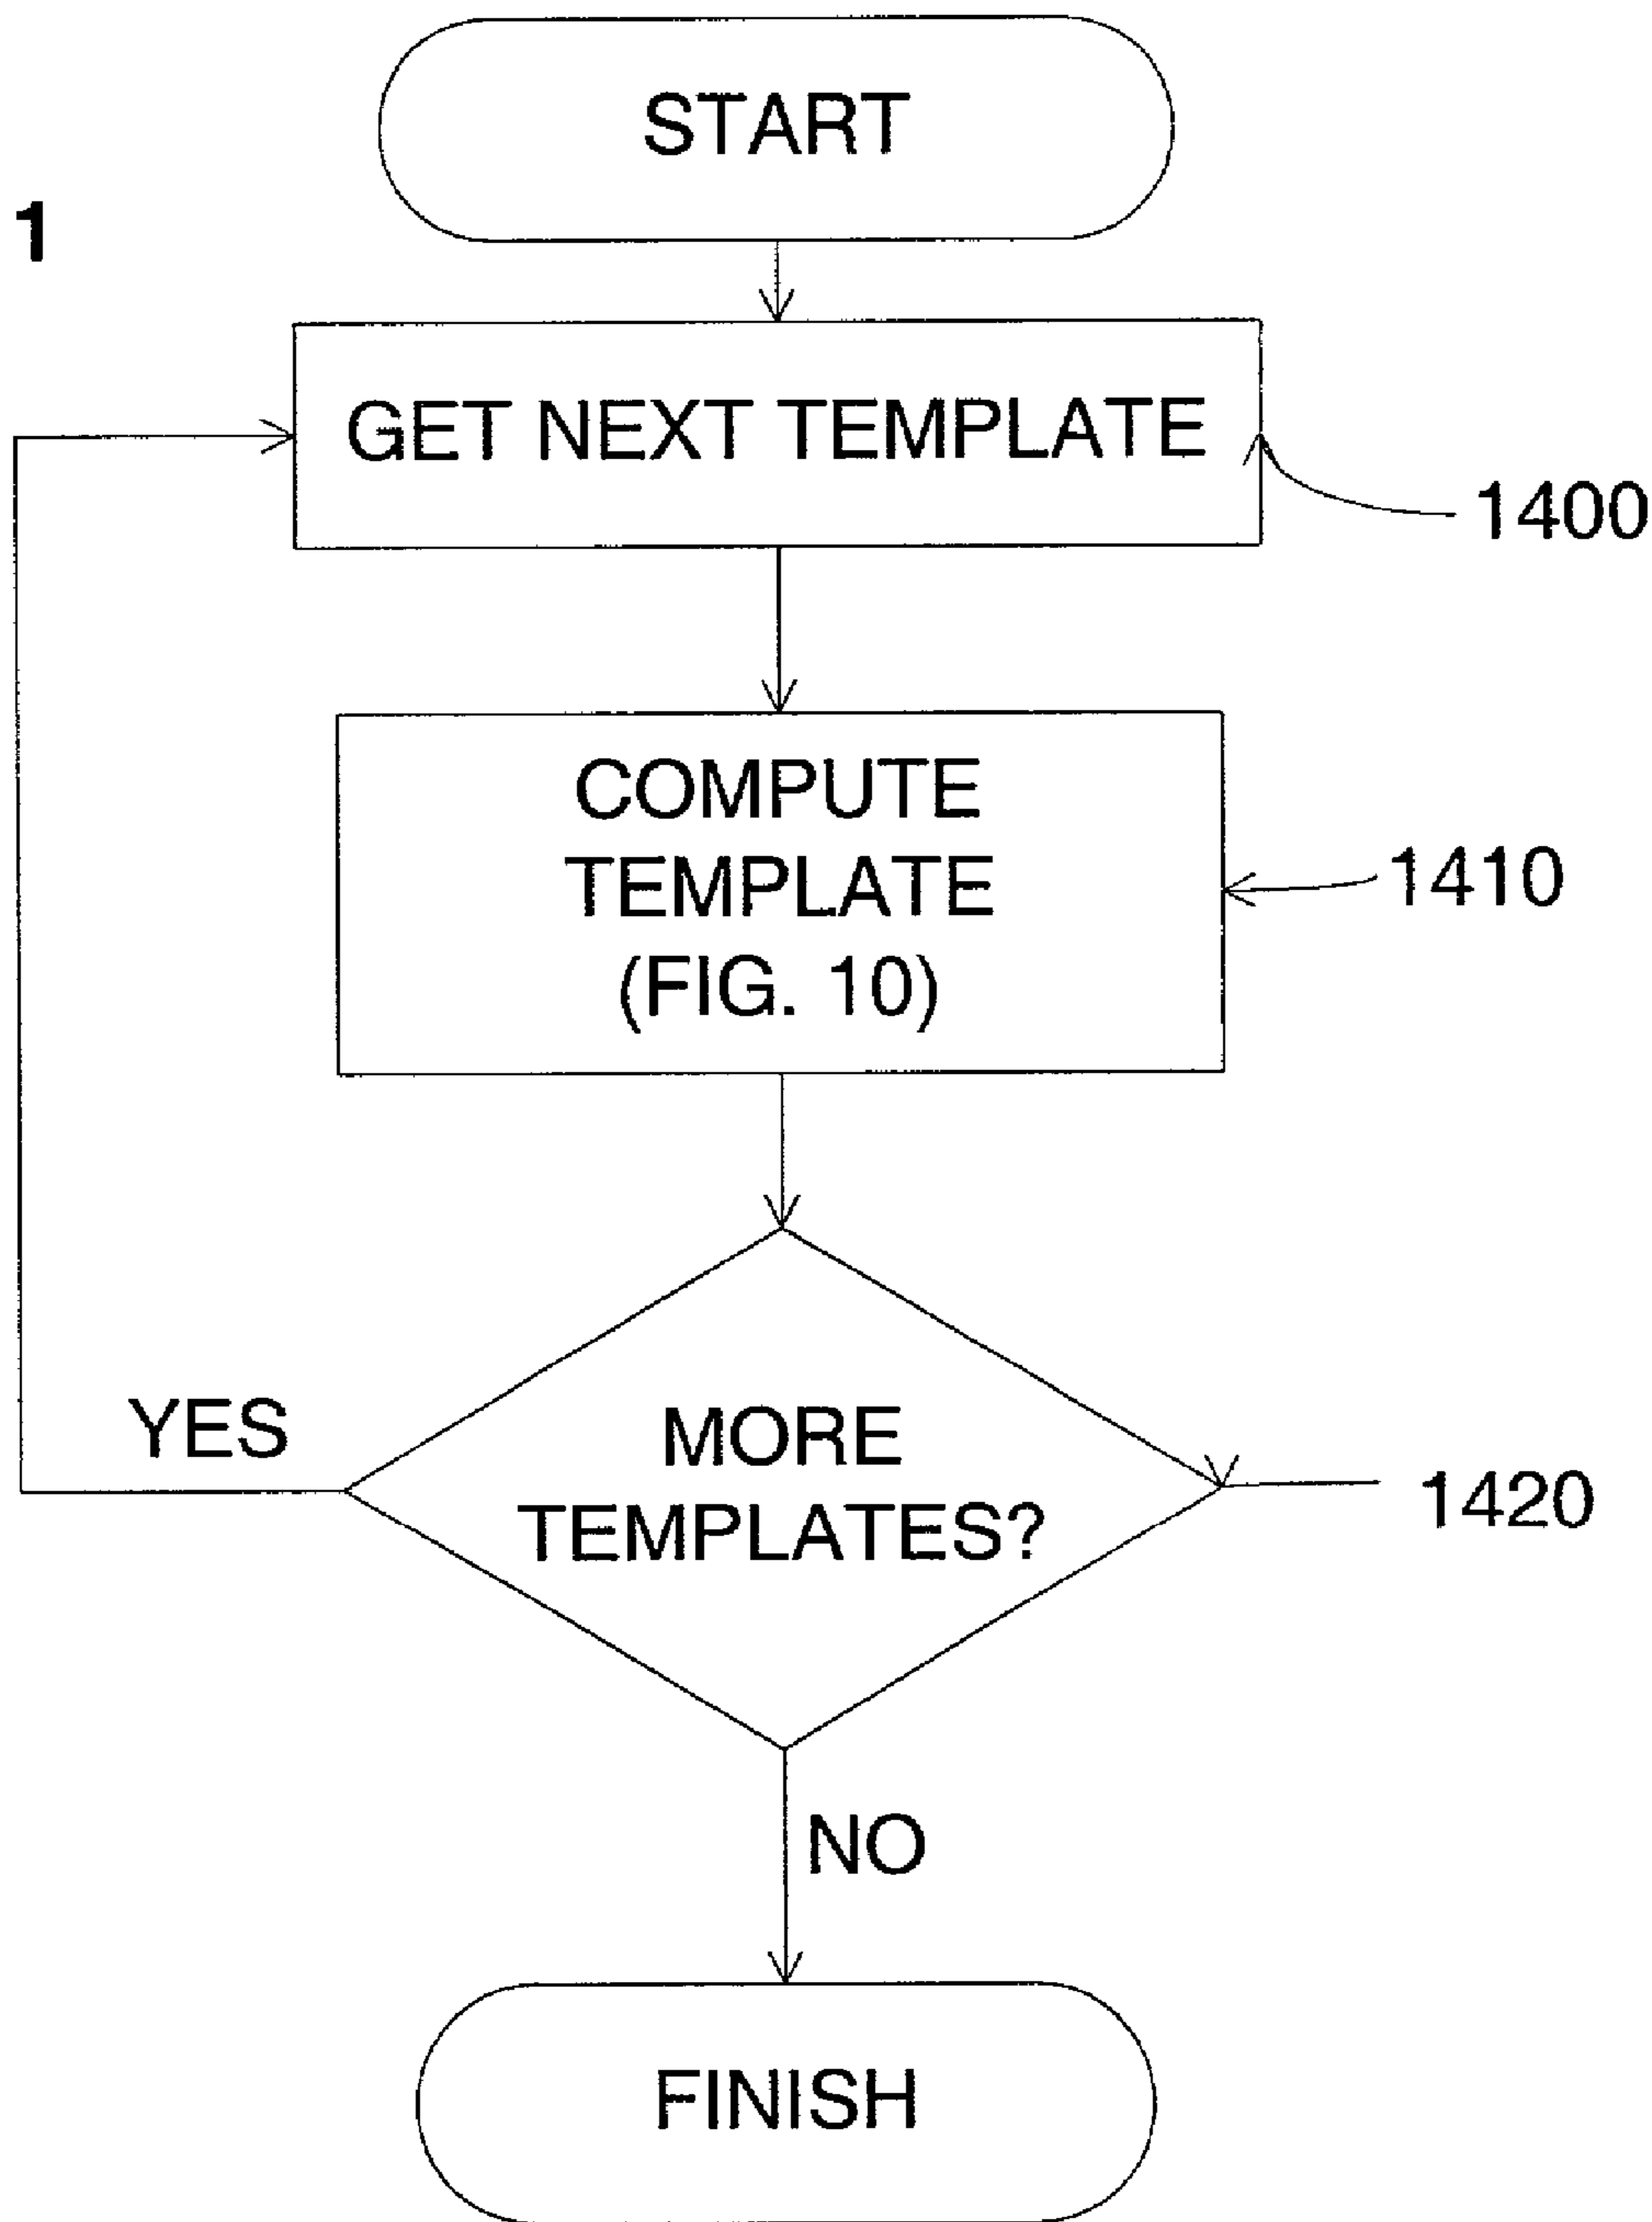 START
1
GET NEXT TEMPLATE
1400
COMPUTE
TEMPLATE
(FIG. 10)
1410
YES
MORE
TEMPLATES?
1420
NO
FINISH